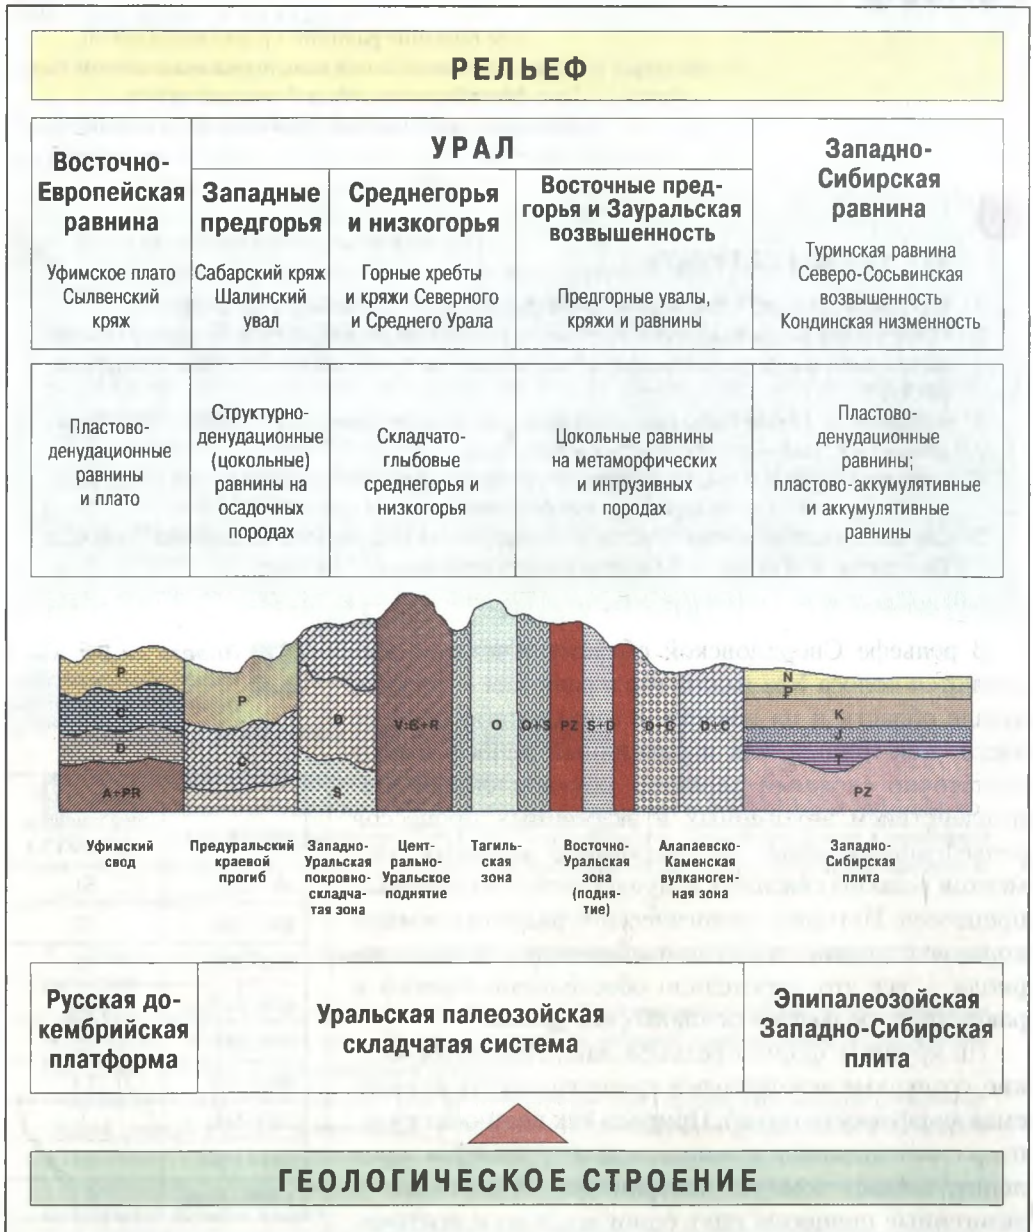 РЕЛЬЕФ
Восточно-
Европейская
равнина
Уфимское плато
Сылвенский
кряж
УРАЛ
Западные
предгорья
Сабарский кряж
Шалинский
увал
Среднегорья
и низкогорья
Горные хребты
и кряжи Северного
и Среднего Урала
Восточные пред-
горья и Зауральская
возвышенность
Предгорные увалы,
кряжи и равнины
Западно-
Сибирская
равнина
Туринская равнина
Северо-Сосьвинская
возвышенность
Кондинская низменность
Пластово-
денудационные
равнины
и плато
Структурно-
денудационные
(цокольные)
равнины на
осадочных
породах
Складчато-
глыбовые
среднегорья и
низкогорья
Цокольные равнины
на метаморфических
и интрузивных
породах
Пластово-
денудационные
равнины;
пластово-аккумулятивные
и аккумулятивные
равнины
P
C
D
A+PR
P
C
D
S
O
O+S
PZ
S+D
D+C
D+C
N
P
K
J
T
PZ
Уфимский
свод
Предуральский
краевой
прогиб
Западно-
Уральская
покровно-
складча-
тая зона
Цент-
рально-
Уральское
поднятие
Тагиль-
ская
зона
Восточно-
Уральская
зона
(подня-
тие)
Алапаевско-
Каменская
вулканоген-
ная зона
Западно-
Сибирская
плита
Русская до-
кембрийская
платформа
Уральская палеозойская
складчатая система
Эпипалеозойская
Западно-Сибирская
плита
ГЕОЛОГИЧЕСКОЕ СТРОЕНИЕ